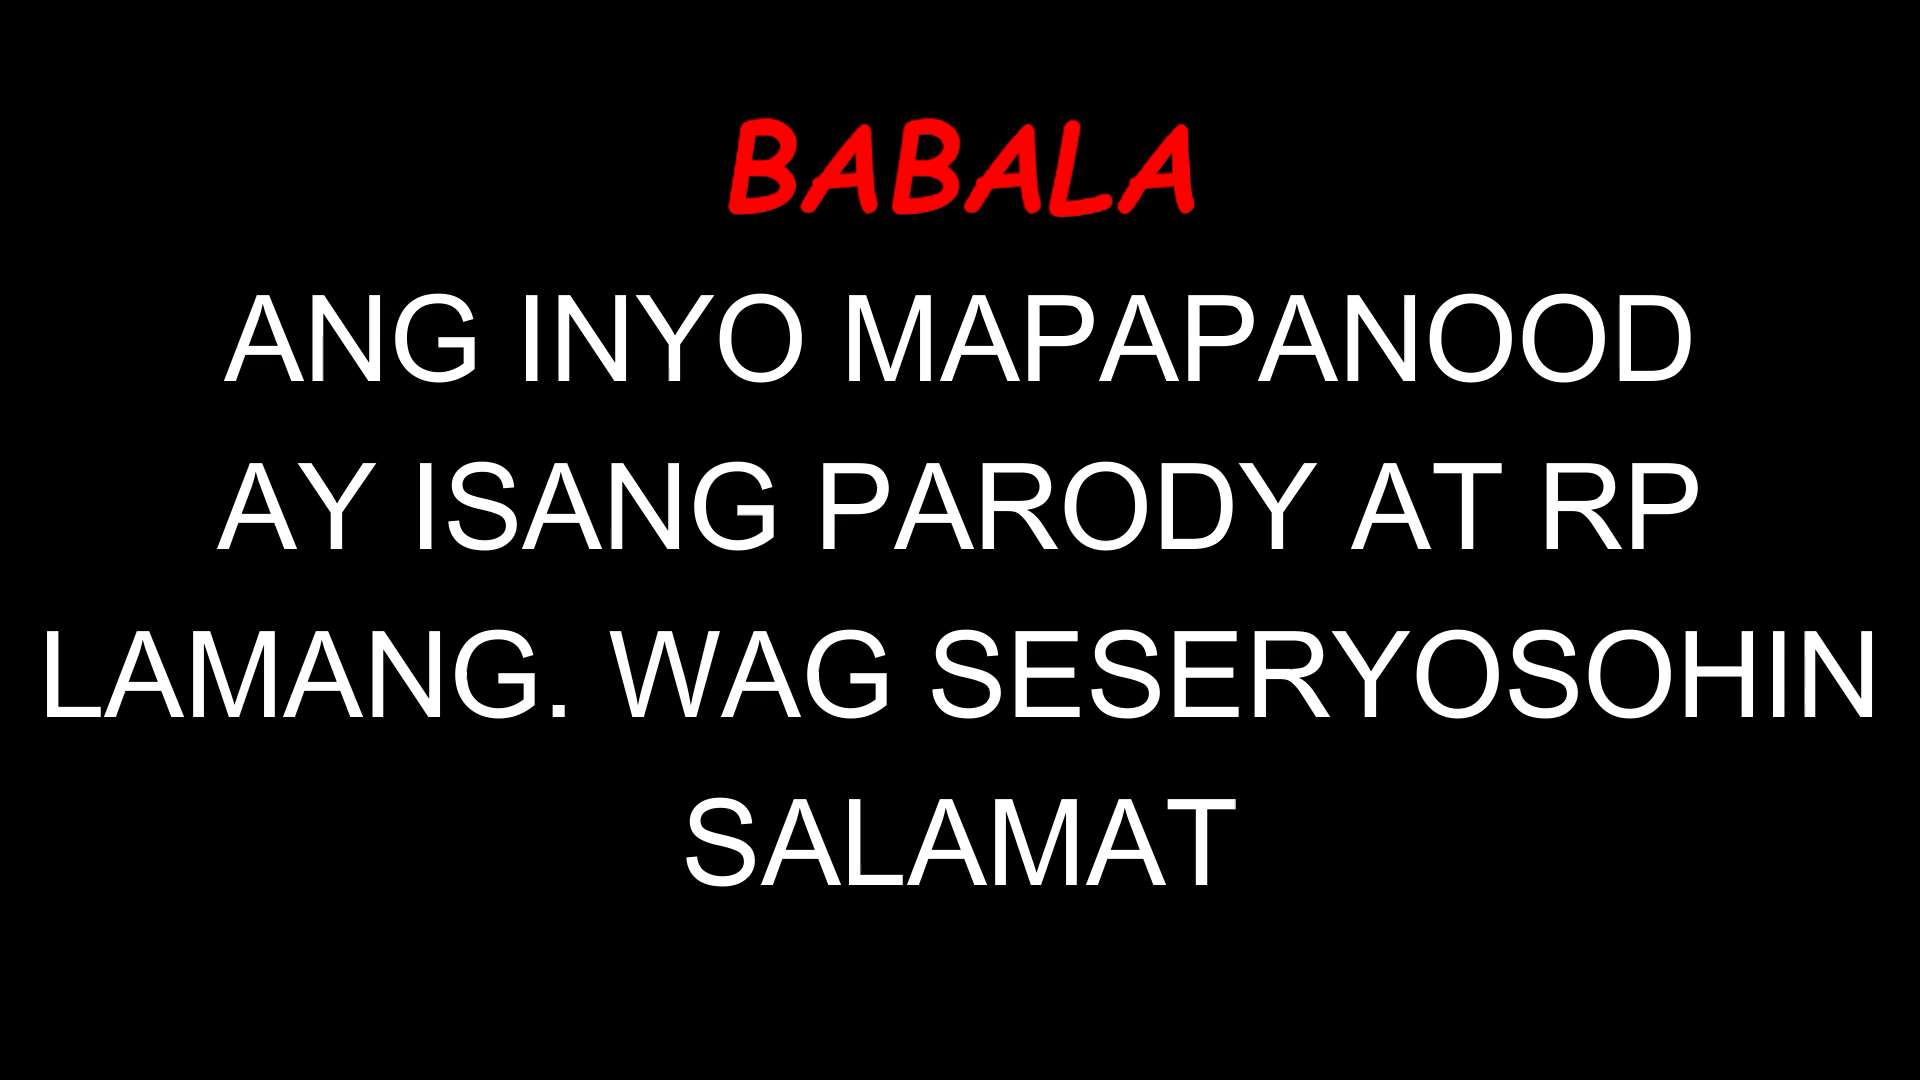 BABALA
ANG INYO MAPAPANOOD
AY ISANG PARODY AT RP
LAMANG. WAG SESERYOSOHIN
SALAMAT